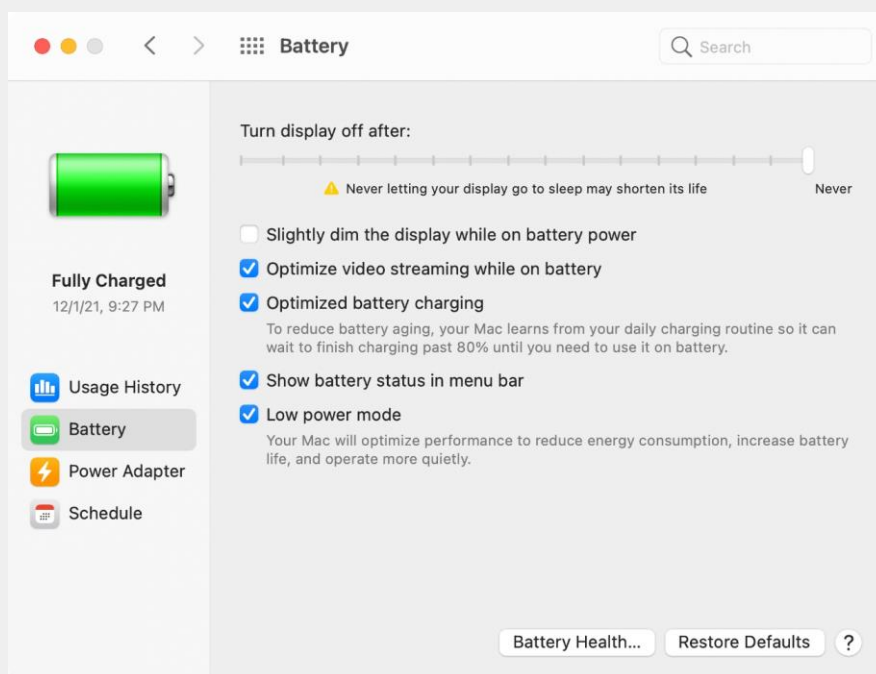 Battery
Search
Fully Charged
12/1/21, 9:27 PM
Usage History
Battery
Power Adapter
Schedule
Turn display off after:
Never letting your display go to sleep may shorten its life
Never
Slightly dim the display while on battery power
Optimize video streaming while on battery
Optimized battery charging
To reduce battery aging, your Mac learns from your daily charging routine so it can
wait to finish charging past 80% until you need to use it on battery.
Show battery status in menu bar
Low power mode
Your Mac will optimize performance to reduce energy consumption, increase battery
life, and operate more quietly.
Battery Health...
Restore Defaults
?